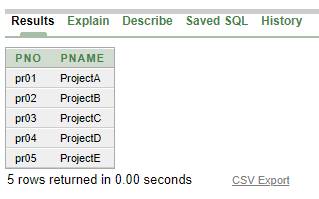 Results Explain Describe Saved SQL History
PNO PNAME
pr01 ProjectA
pr02 ProjectB
pr03 ProjectC
pr04 ProjectD
pr05 ProjectE
5 rows returned in 0.00 seconds CSV Export